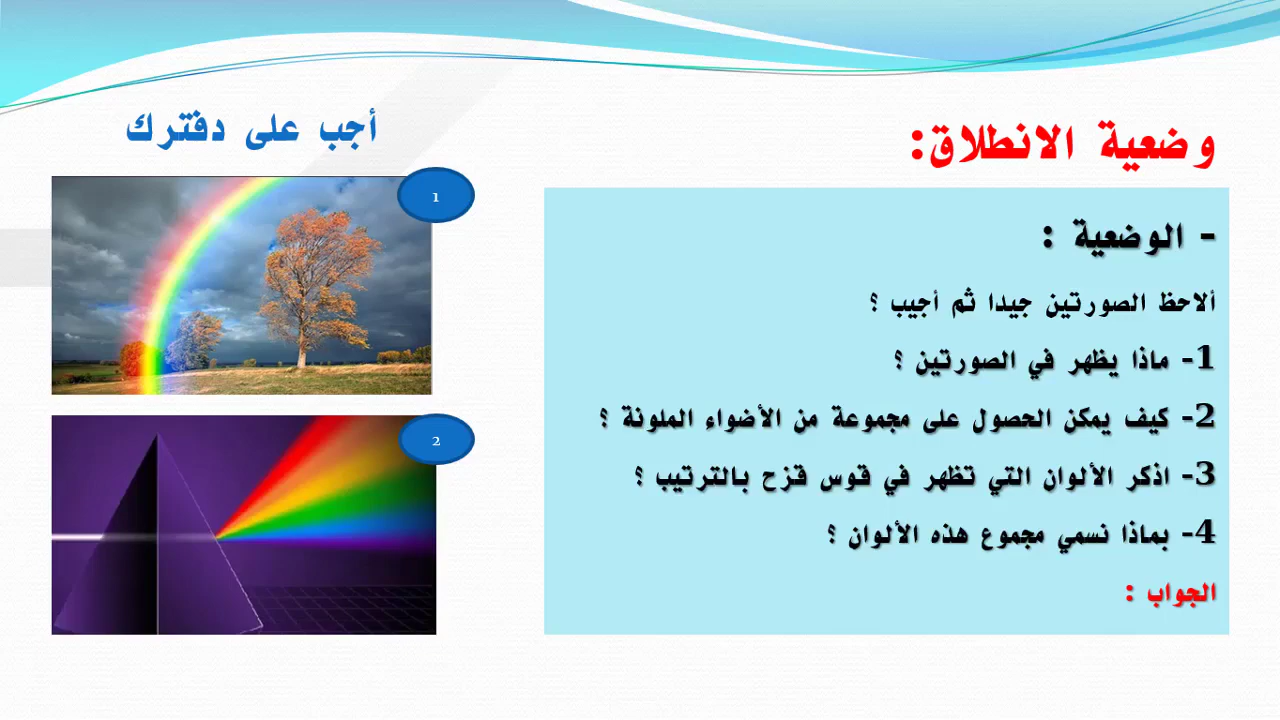 وضعية الانطلاق:
- الوضعية :
ألاحظ الصورتين جيدا ثم أجيب ؟
1- ماذا يظهر في الصورتين ؟
2- كيف يمكن الحصول على مجموعة من الأضواء الملونة ؟
3- اذكر الألوان التي تظهر في قوس قزح بالترتيب ؟
4- بماذا نسمي مجموع هذه الألوان ؟
الجواب :
أجب على دفترك
1
2